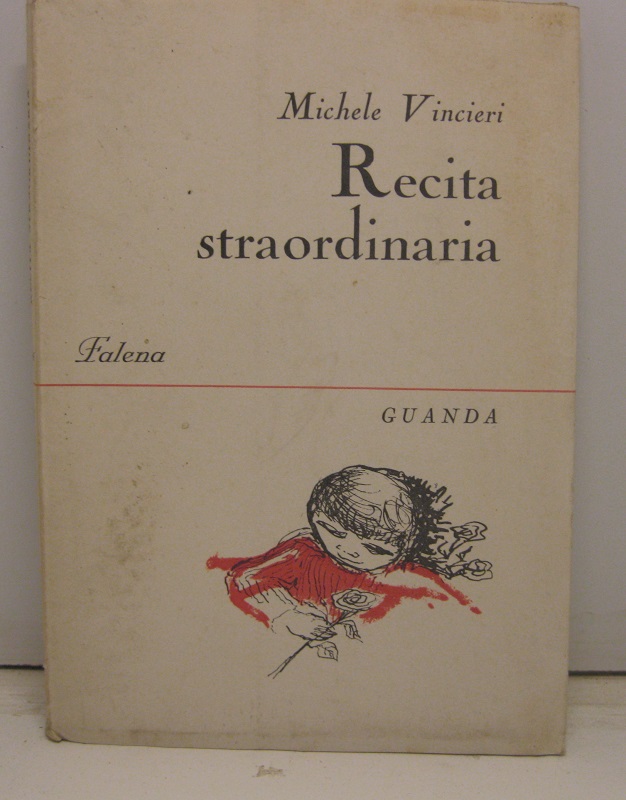 Michele Vincieri
Recita
straordinaria
Falena
GUANDA